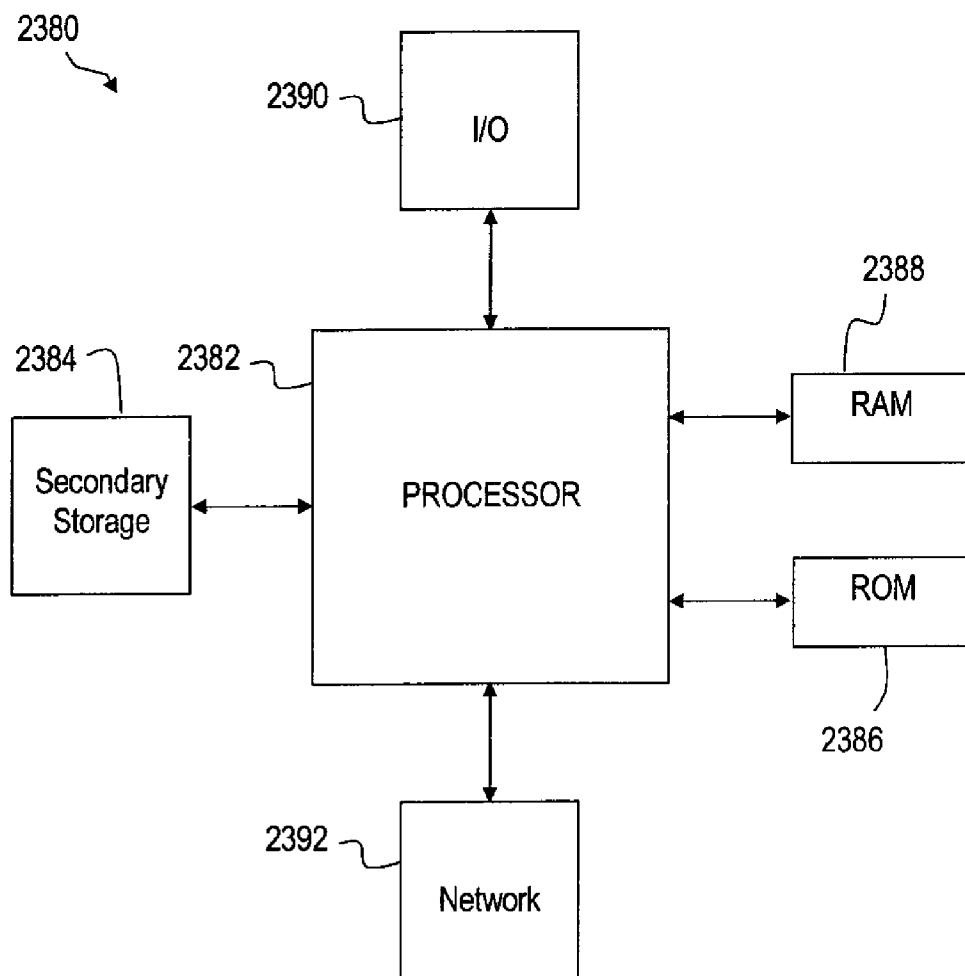 2380
2390
I/O
2388
2384
2382
RAM
Secondary
Storage
PROCESSOR
ROM
2386
2392
Network